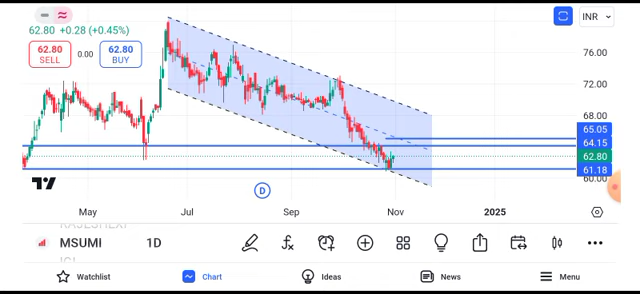 INR
62.80 +0.28 (+0.45%)
62.80
SELL
0.00
62.80
BUY
76.00
72.00
68.00
65.05
64.15
62.80
61.18
60.00
D
May
Jul
Sep
Nov
2025
MSUMI
1D
Watchlist
Chart
Ideas
News
Menu